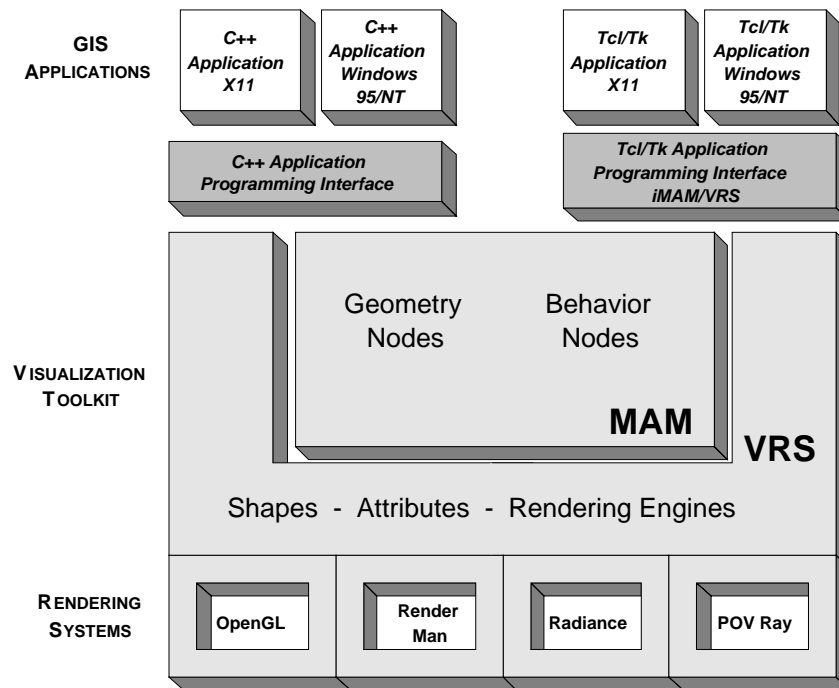 GIS
APPLICATIONS
C++
Application
X11
C++
Application
Windows
95/NT
Tcl/Tk
Application
X11
Tcl/Tk
Application
Windows
95/NT
C++ Application
Programming Interface
Tcl/Tk Application
Programming Interface
iMAM/VRS
VISUALIZATION
TOOLKIT
Geometry
Nodes
Behavior
Nodes
MAM
VRS
Shapes - Attributes - Rendering Engines
RENDERING
SYSTEMS
OpenGL
Render
Man
Radiance
POV Ray